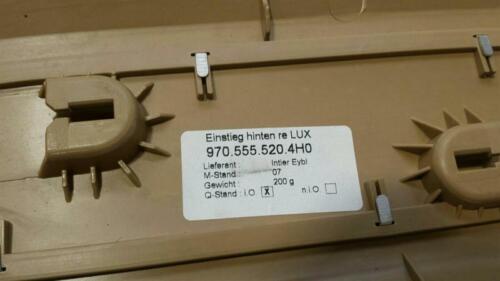 Einstieg hinten re LUX
970.555.520.4H0
Lieferant : Intier Eybl
M-Stand : 07
Gewicht : 200 g
Q-Stand : i.O X n.i.O